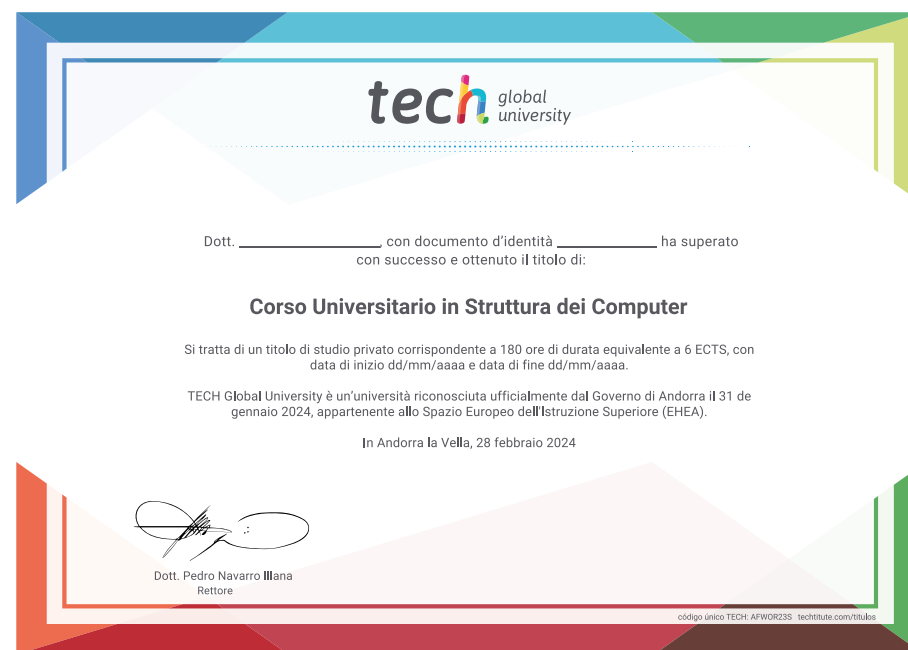 tech global university
Dott. ____________, con documento d'identità ____________ ha superato
con successo e ottenuto il titolo di:
Corso Universitario in Struttura dei Computer
Si tratta di un titolo di studio privato corrispondente a 180 ore di durata equivalente a 6 ECTS, con
data di inizio dd/mm/aaaa e data di fine dd/mm/aaaa.
TECH Global University è un'università riconosciuta ufficialmente dal Governo di Andorra il 31 de
gennaio 2024, appartenente allo Spazio Europeo dell'Istruzione Superiore (EHEA).
In Andorra la Vella, 28 febbraio 2024
Dott. Pedro Navarro Illana
Rettore
código único TECH: AFWOR23S techtitute.com/titulos